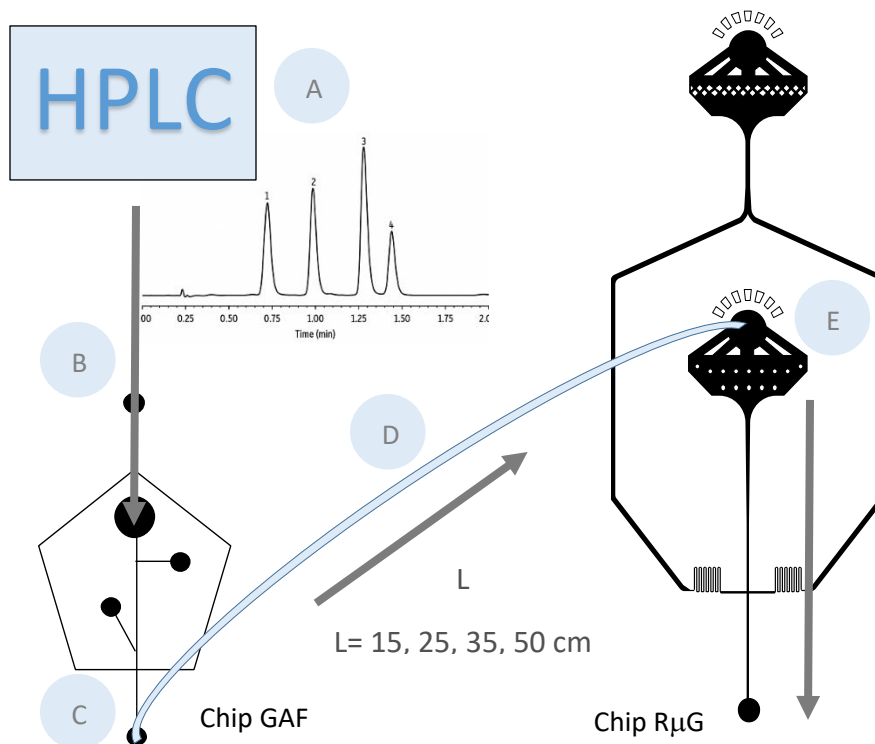 HPLC
A
1
2
3
4
00 0.25 0.50 0.75 1.00 1.25 1.50 1.75 2.0
Time (min)
B
E
D
L
L= 15, 25, 35, 50 cm
C
Chip GAF
Chip RμG